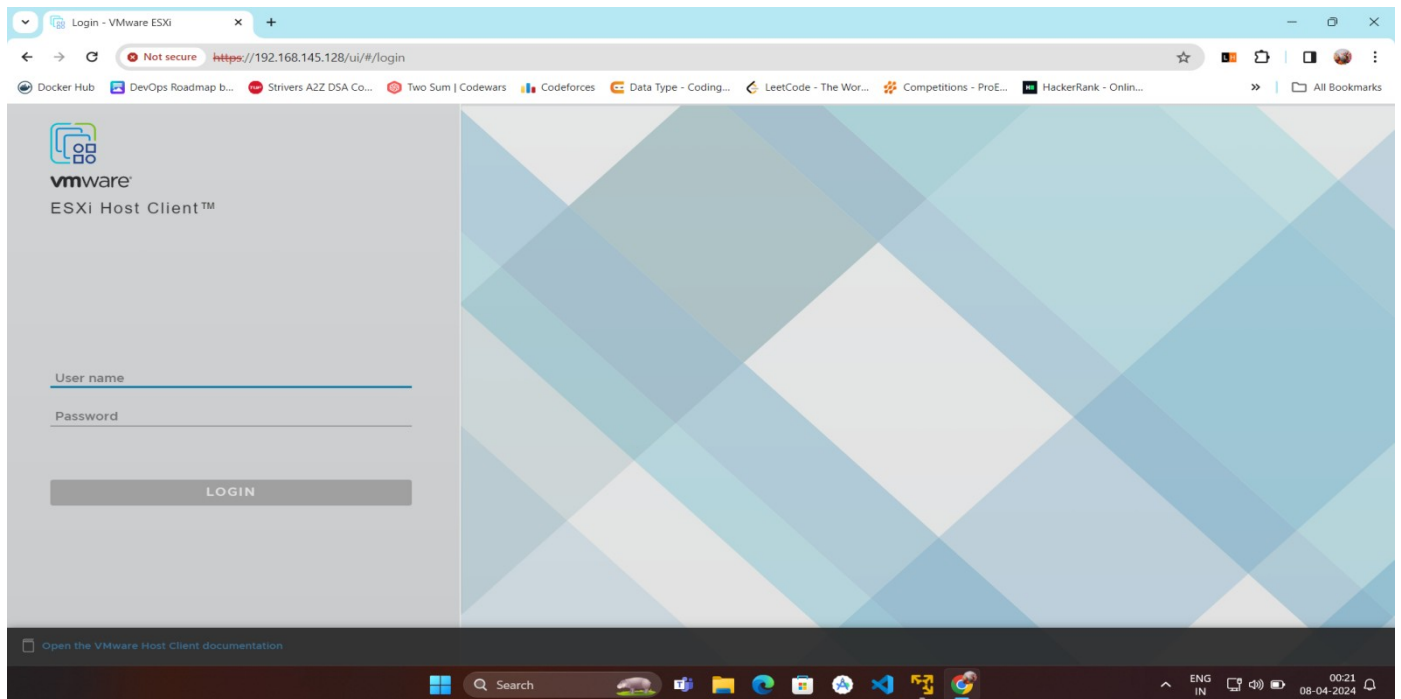 Login - VMware ESXi
Not secure https://192.168.145.128/ui/#/login
Docker Hub DevOps Roadmap b... Strivers A2Z DSA Co... Two Sum | Codewars Codeforces Data Type - Coding... LeetCode - The Wor... Competitions - ProE... HackerRank - Onlin... » All Bookmarks
vmware
ESXi Host Client™
User name
Password
LOGIN
Open the VMware Host Client documentation
Search
ENG
IN
00:21
08-04-2024